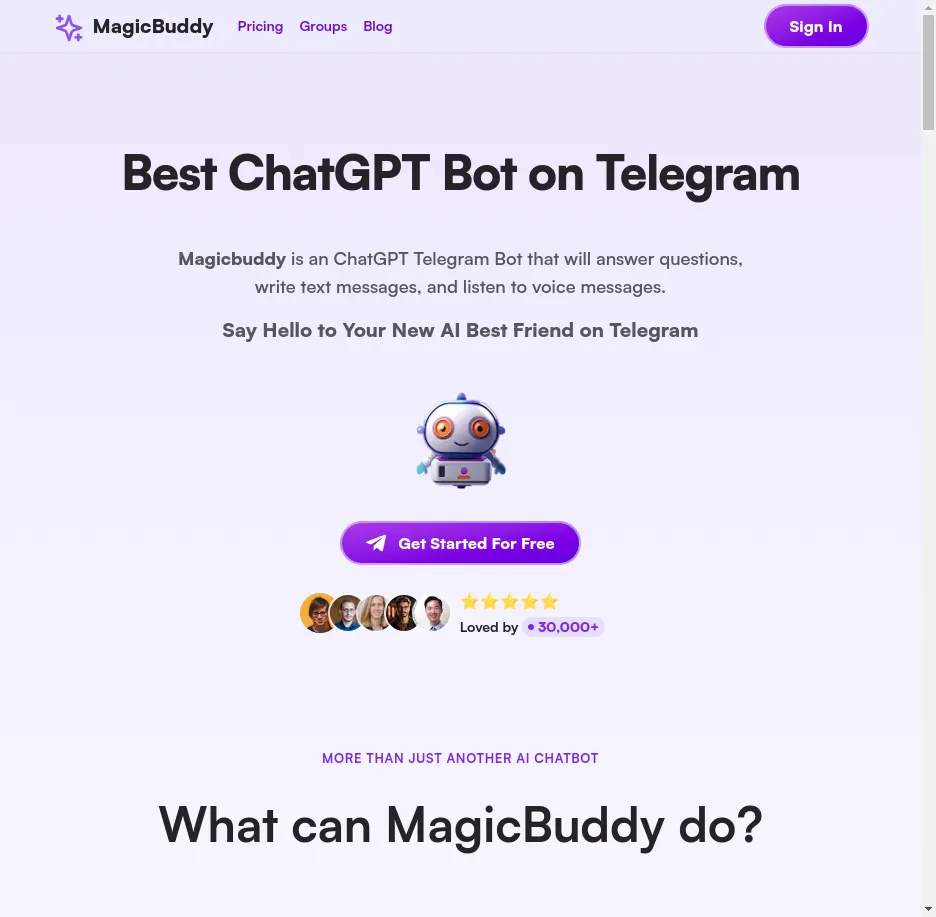 MagicBuddy
Pricing
Groups
Blog
Sign In
Best ChatGPT Bot on Telegram
Magicbuddy is an ChatGPT Telegram Bot that will answer questions,
write text messages, and listen to voice messages.
Say Hello to Your New AI Best Friend on Telegram
Get Started For Free
Loved by • 30,000+
MORE THAN JUST ANOTHER AI CHATBOT
What can MagicBuddy do?